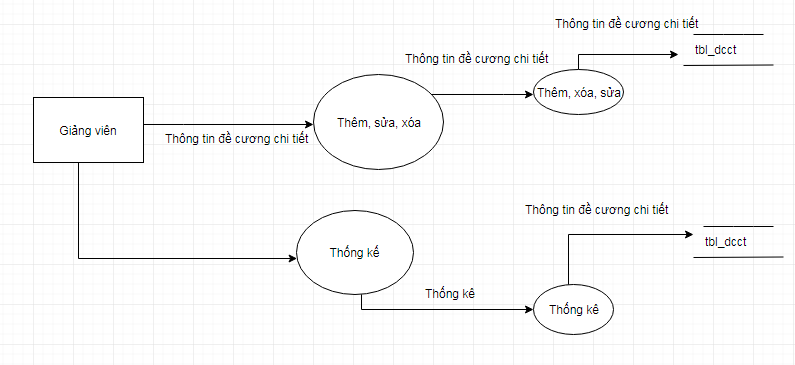 Thông tin đề cương chi tiết
tbl_dcct
Thông tin đề cương chi tiết
Thêm, xóa, sửa
Giảng viên
Thêm, sửa, xóa
Thông tin đề cương chi tiết
Thông tin đề cương chi tiết
tbl_dcct
Thống kế
Thống kê
Thống kê